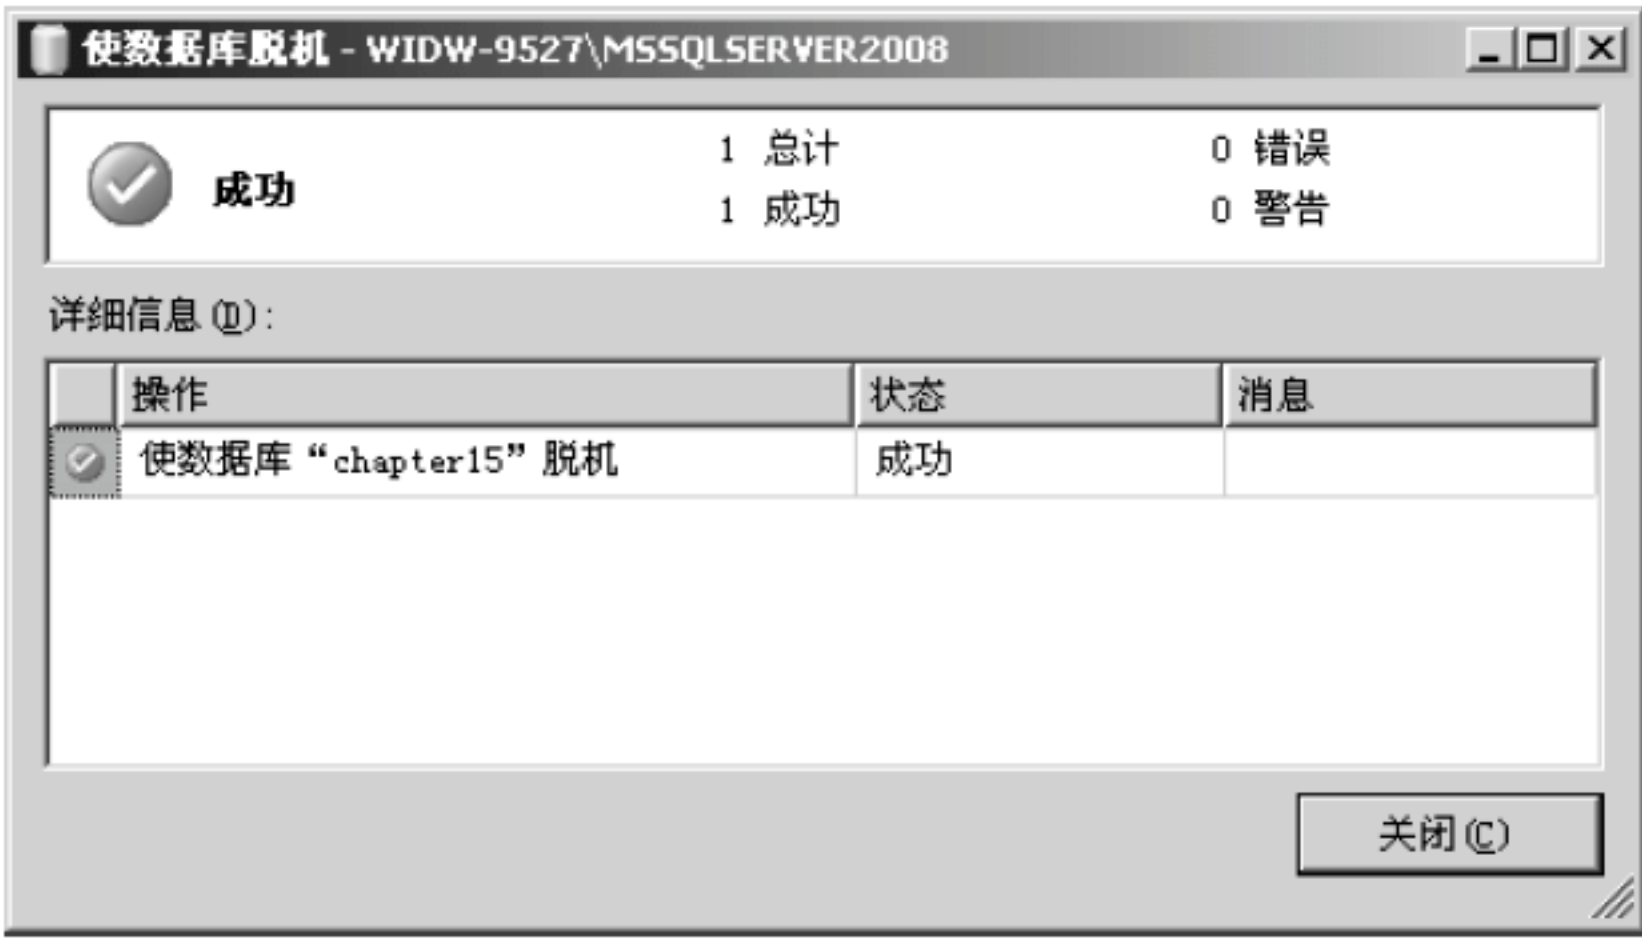 使数据库脱机 - WIDW-9527\MSSQLSERVER2008
成功
1 总计 0 错误
1 成功 0 警告
详细信息(D):
操作 状态 消息
使数据库“chapter15”脱机 成功
关闭(C)